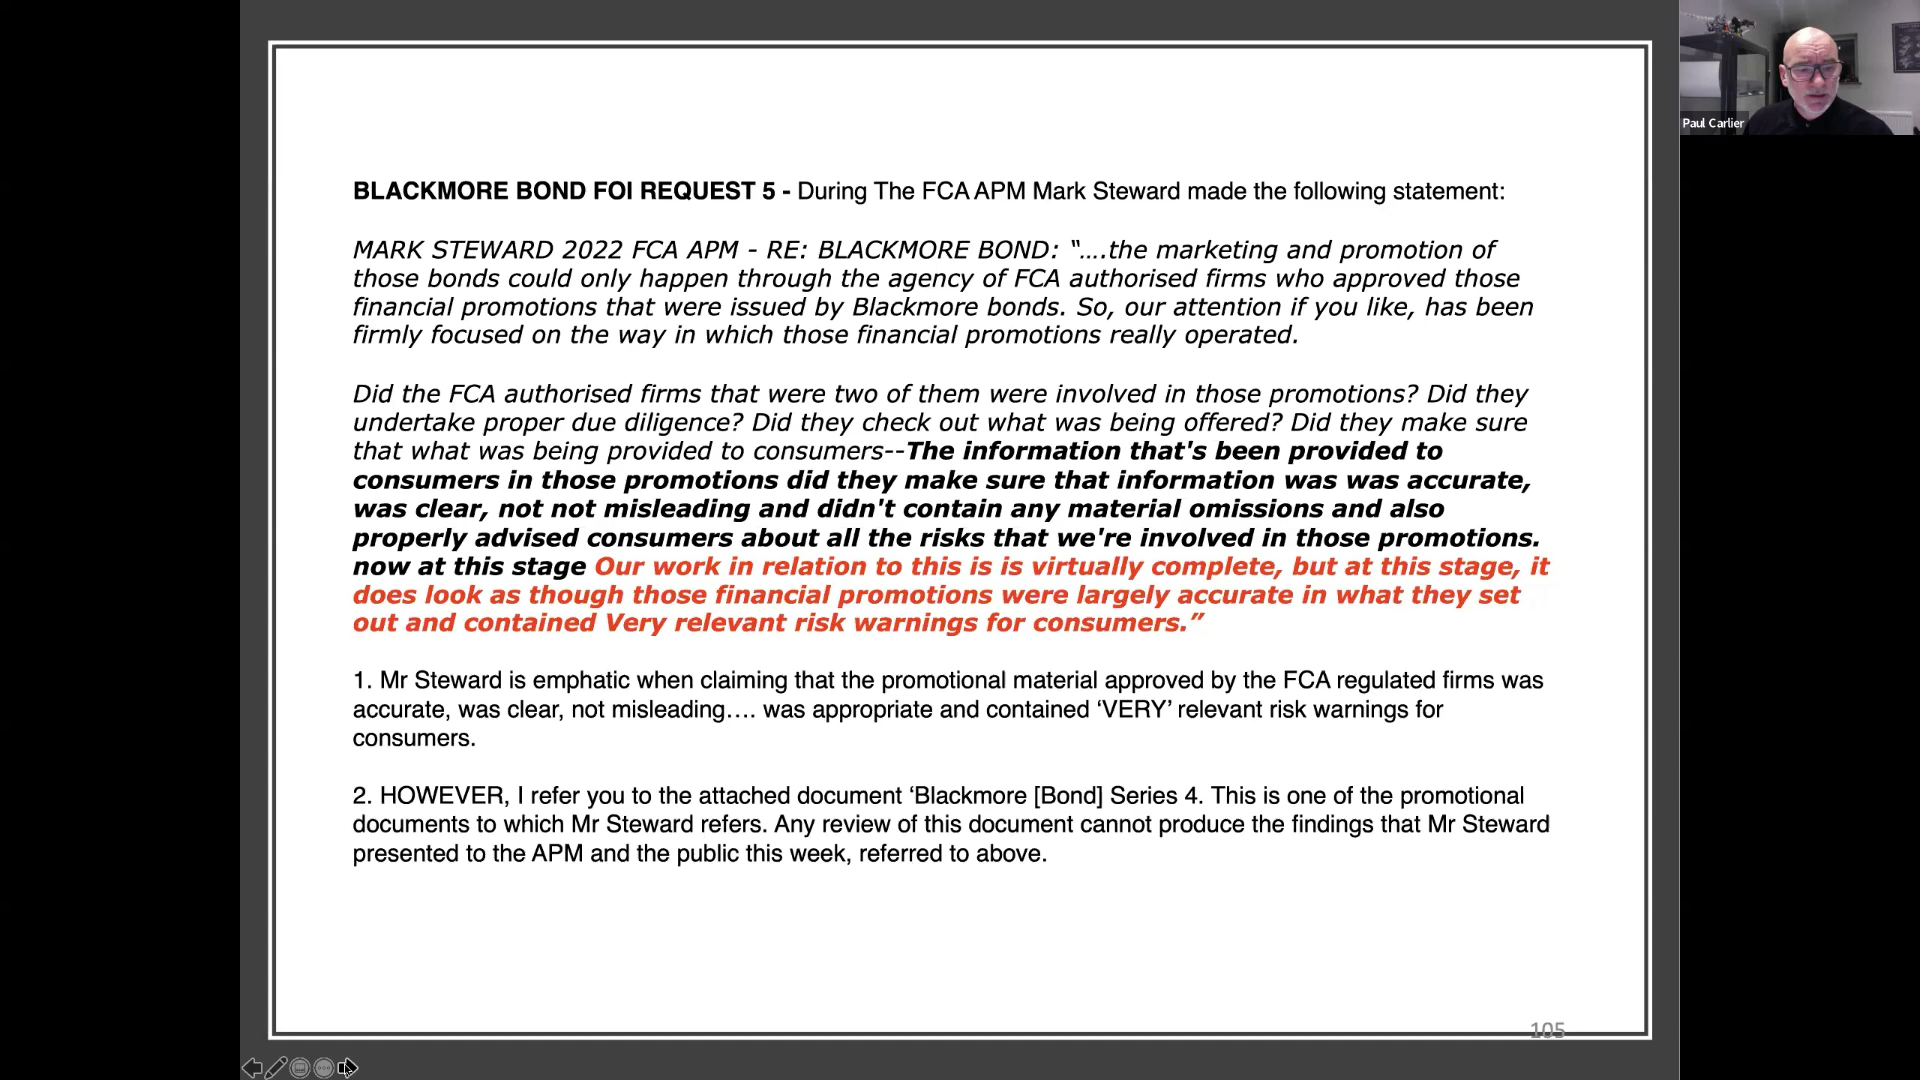 Paul Carlier
BLACKMORE BOND FOI REQUEST 5 - During The FCA APM Mark Steward made the following statement:
MARK STEWARD 2022 FCA APM - RE: BLACKMORE BOND: “….the marketing and promotion of
those bonds could only happen through the agency of FCA authorised firms who approved those
financial promotions that were issued by Blackmore bonds. So, our attention if you like, has been
firmly focused on the way in which those financial promotions really operated.
Did the FCA authorised firms that were two of them were involved in those promotions? Did they
undertake proper due diligence? Did they check out what was being offered? Did they make sure
that what was being provided to consumers--The information that's been provided to
consumers in those promotions did they make sure that information was was accurate,
was clear, not not misleading and didn't contain any material omissions and also
properly advised consumers about all the risks that we're involved in those promotions.
now at this stage Our work in relation to this is is virtually complete, but at this stage, it
does look as though those financial promotions were largely accurate in what they set
out and contained Very relevant risk warnings for consumers.”
1. Mr Steward is emphatic when claiming that the promotional material approved by the FCA regulated firms was
accurate, was clear, not misleading…. was appropriate and contained ‘VERY’ relevant risk warnings for
consumers.
2. HOWEVER, I refer you to the attached document ‘Blackmore [Bond] Series 4. This is one of the promotional
documents to which Mr Steward refers. Any review of this document cannot produce the findings that Mr Steward
presented to the APM and the public this week, referred to above.
105